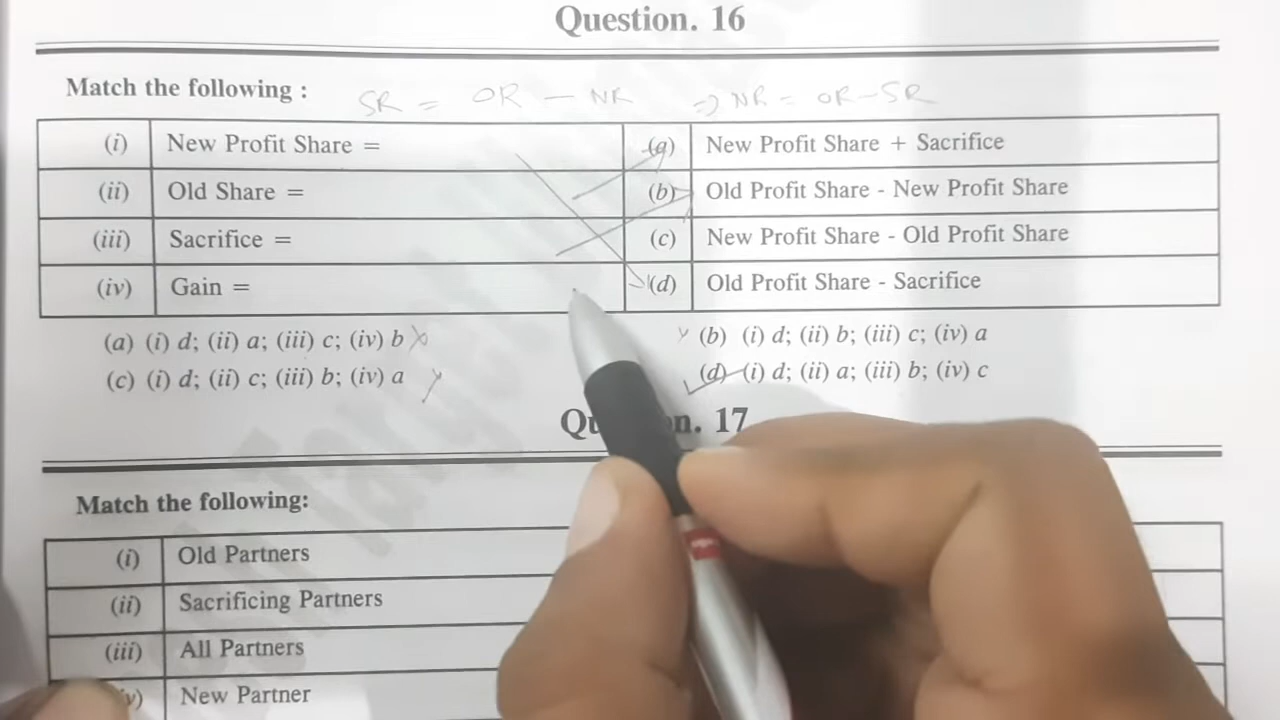 Question. 16
Match the following :
SR = OR - NR ⇒ NR = OR-SR
(i) New Profit Share = (a) New Profit Share + Sacrifice
(ii) Old Share = (b) Old Profit Share - New Profit Share
(iii) Sacrifice = (c) New Profit Share - Old Profit Share
(iv) Gain = (d) Old Profit Share - Sacrifice
(a) (i) d; (ii) a; (iii) c; (iv) b (b) (i) d; (ii) b; (iii) c; (iv) a
(c) (i) d; (ii) c; (iii) b; (iv) a (d) (i) d; (ii) a; (iii) b; (iv) c
17
Match the following:
(i) Old Partners
(ii) Sacrificing Partners
(iii) All Partners
New Partner